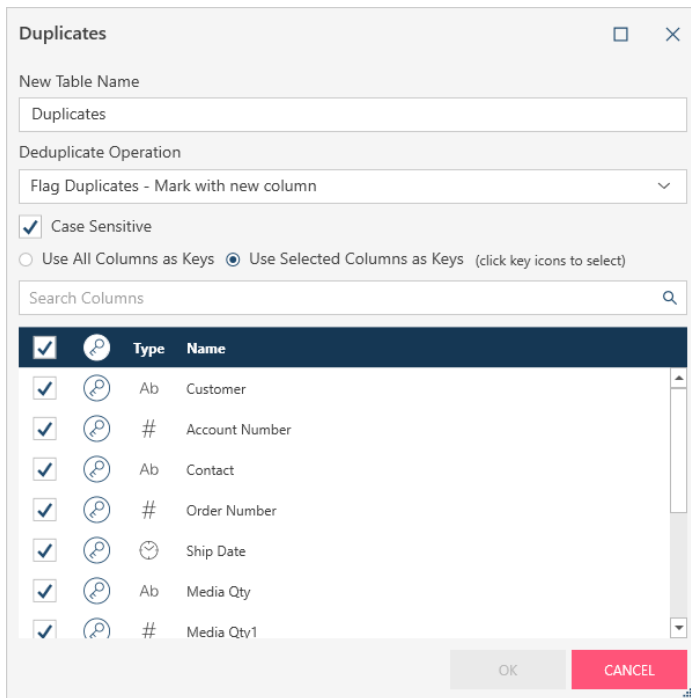 Duplicates
New Table Name
Duplicates
Deduplicate Operation
Flag Duplicates - Mark with new column
Case Sensitive
Use All Columns as Keys Use Selected Columns as Keys (click key icons to select)
Search Columns
Type Name
Ab Customer
# Account Number
Ab Contact
# Order Number
Ship Date
Ab Media Qty
# Media Qty1
OK CANCEL